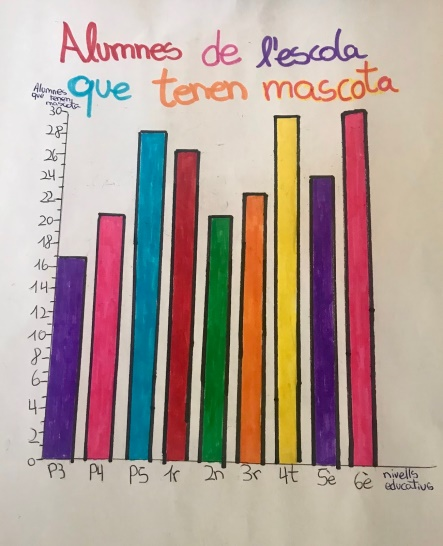 Alumnes de l'escola
que tenen mascota
Alumnes
que tenen
mascota
30
28
26
24
22
20
18
16
14
12
10
8
6
4
2
0
P3 P4 P5 1r 2n 3r 4t 5è 6è
nivells
educatius